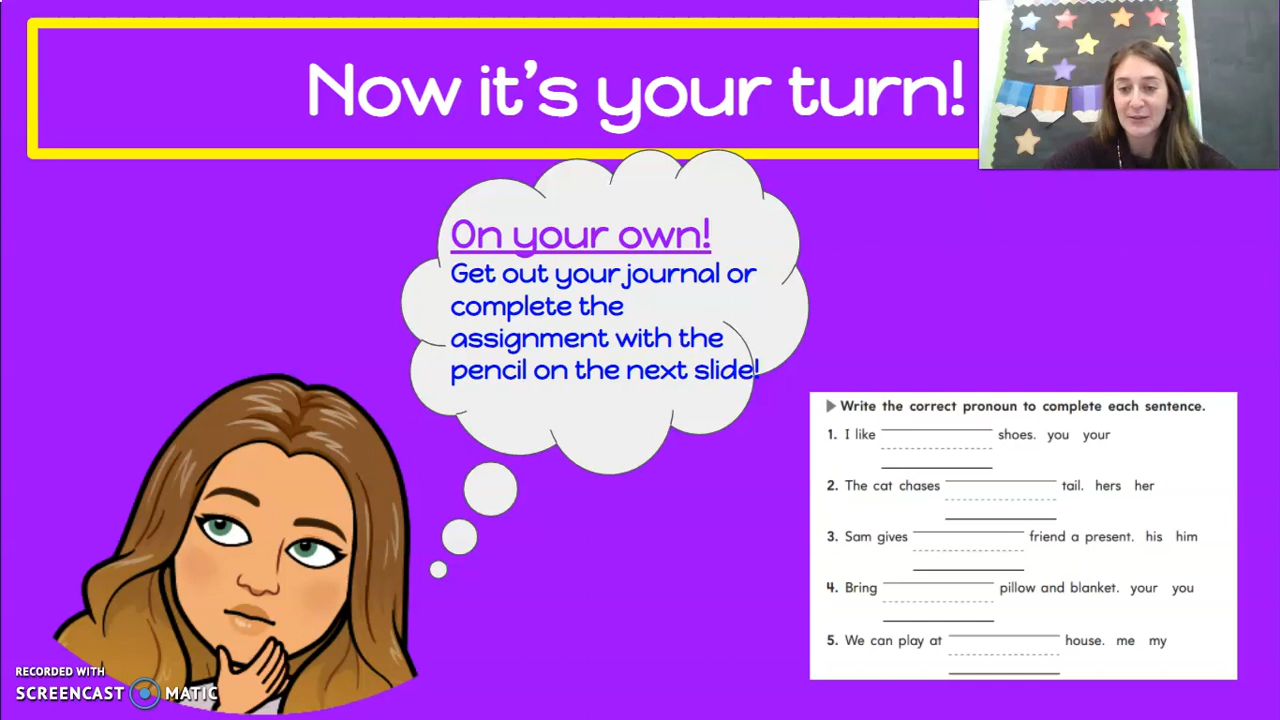 Now it's your turn!
On your own!
Get out your journal or
complete the
assignment with the
pencil on the next slide!
Write the correct pronoun to complete each sentence.
1. I like shoes. you your
2. The cat chases tail. hers her
3. Sam gives friend a present. his him
4. Bring pillow and blanket. your you
5. We can play at house. me my
RECORDED WITH
SCREENCAST MATIC